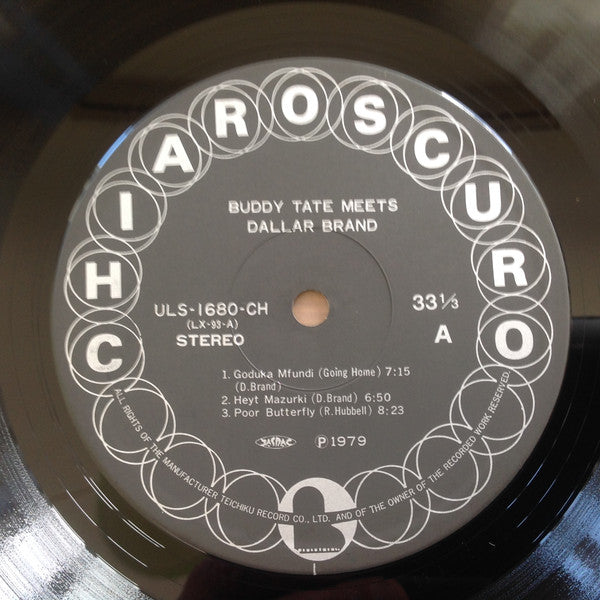 CHIAROSCURO
BUDDY TATE MEETS
DALLAR BRAND
ULS-1680-CH
(LX-93-A)
STEREO
33 1/3
A
1. Goduka Mfundi (Going Home) 7:15
(D.Brand)
2. Heyt Mazurki (D.Brand) 6:50
3. Poor Butterfly (R.Hubbell) 8:23
℗1979
ALL RIGHTS OF THE MANUFACTURER TEICHIKU RECORD CO., LTD. AND OF THE OWNER OF THE RECORDED WORK RESERVED.